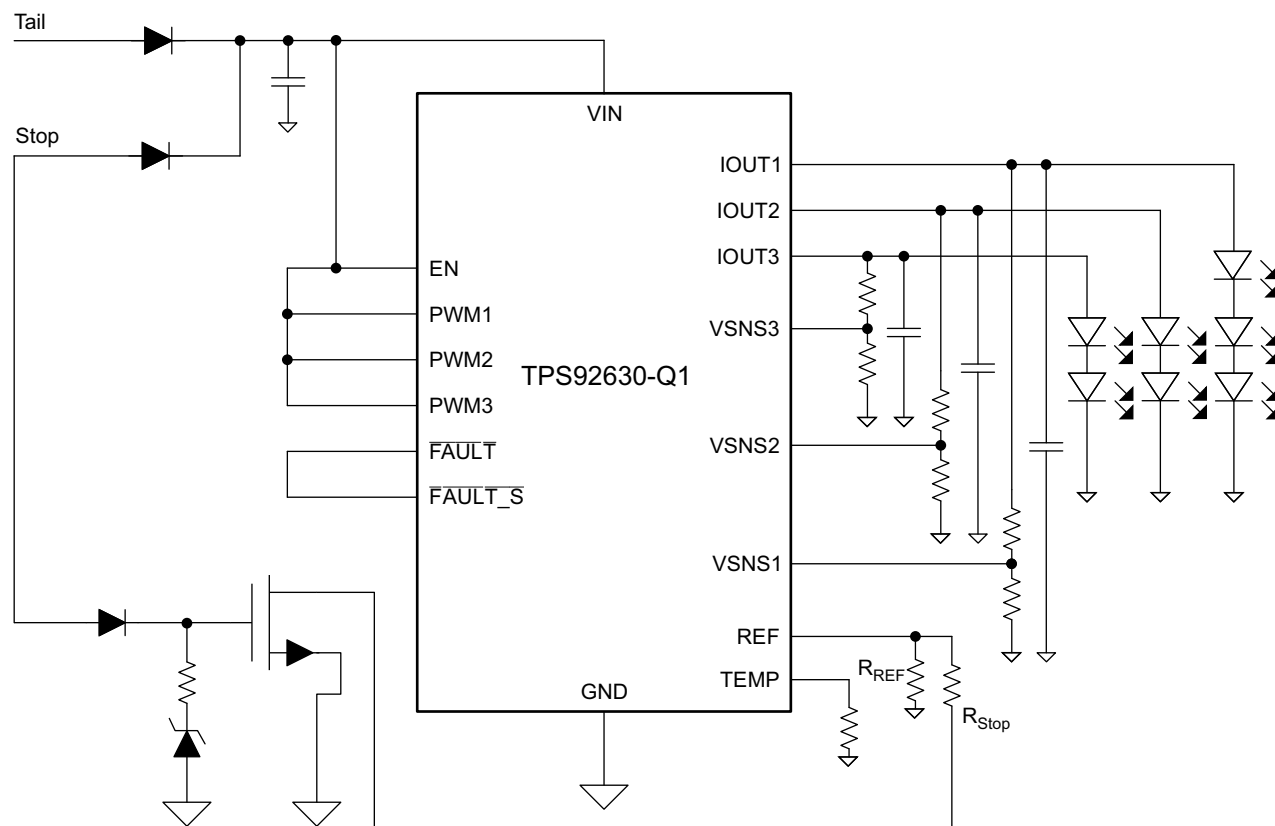 Tail
Stop
VIN
EN
PWM1
PWM2
PWM3
FAULT
FAULT_S
TPS92630-Q1
IOUT1
IOUT2
IOUT3
VSNS3
VSNS2
VSNS1
REF
TEMP
GND
RREF
RStop